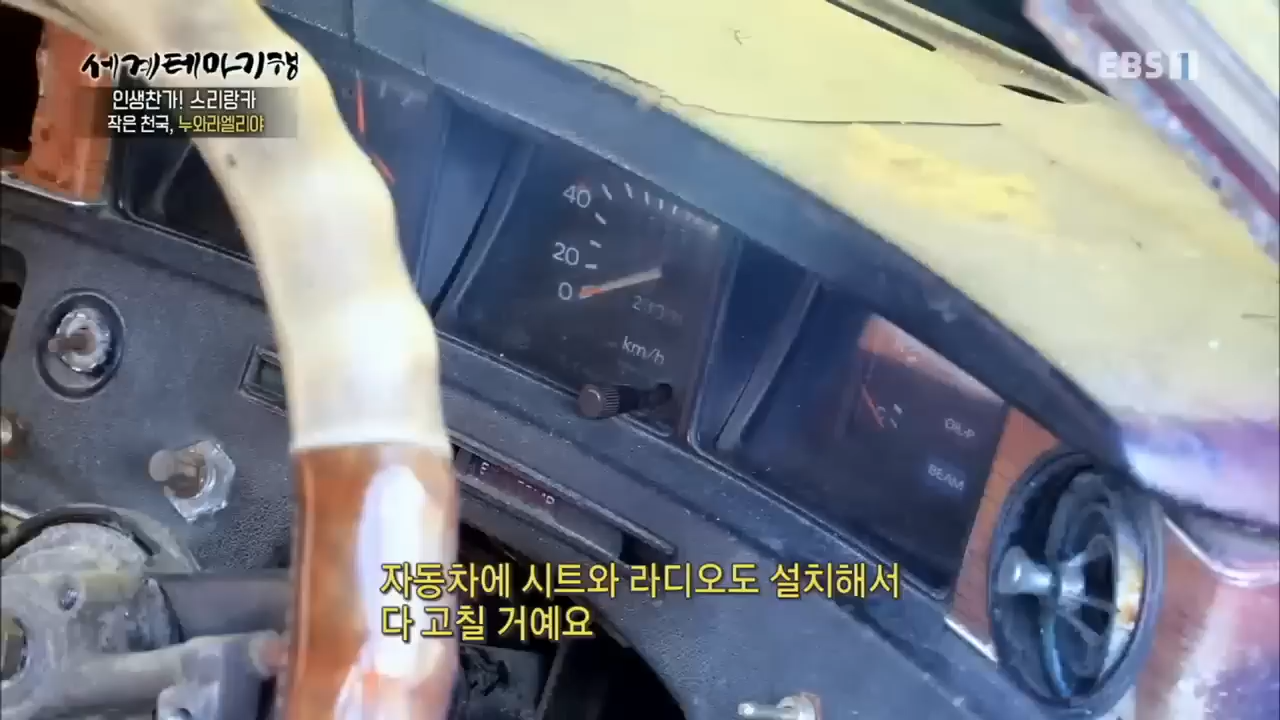 세계테마기행
인생찬가! 스리랑카
작은 천국, 누와라엘리야
EBS1
40
20
0
km/h
OIL-P
BEAM
자동차에 시트와 라디오도 설치해서
다 고칠 거예요